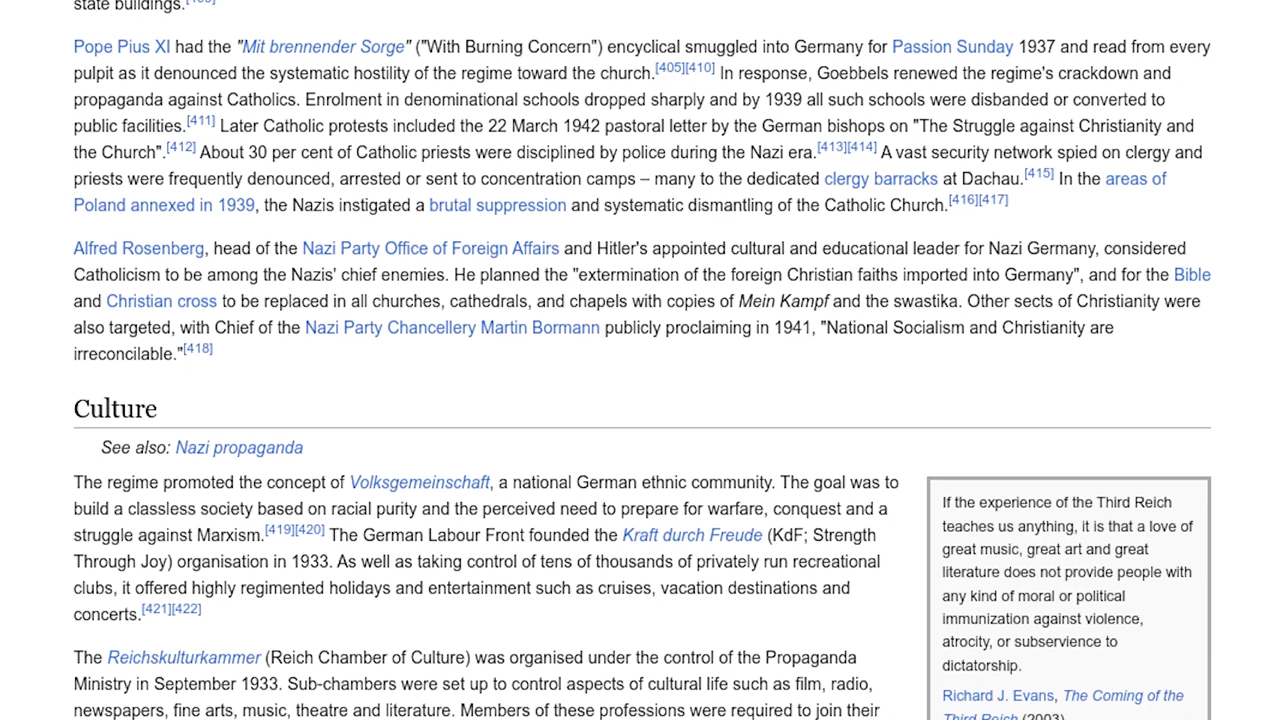 state buildings.
Pope Pius XI had the "Mit brennender Sorge" ("With Burning Concern") encyclical smuggled into Germany for Passion Sunday 1937 and read from every
pulpit as it denounced the systematic hostility of the regime toward the church.[405][410] In response, Goebbels renewed the regime's crackdown and
propaganda against Catholics. Enrolment in denominational schools dropped sharply and by 1939 all such schools were disbanded or converted to
public facilities.[411] Later Catholic protests included the 22 March 1942 pastoral letter by the German bishops on "The Struggle against Christianity and
the Church".[412] About 30 per cent of Catholic priests were disciplined by police during the Nazi era.[413][414] A vast security network spied on clergy and
priests were frequently denounced, arrested or sent to concentration camps – many to the dedicated clergy barracks at Dachau.[415] In the areas of
Poland annexed in 1939, the Nazis instigated a brutal suppression and systematic dismantling of the Catholic Church.[416][417]
Alfred Rosenberg, head of the Nazi Party Office of Foreign Affairs and Hitler's appointed cultural and educational leader for Nazi Germany, considered
Catholicism to be among the Nazis' chief enemies. He planned the "extermination of the foreign Christian faiths imported into Germany", and for the Bible
and Christian cross to be replaced in all churches, cathedrals, and chapels with copies of Mein Kampf and the swastika. Other sects of Christianity were
also targeted, with Chief of the Nazi Party Chancellery Martin Bormann publicly proclaiming in 1941, "National Socialism and Christianity are
irreconcilable."[418]
Culture
See also: Nazi propaganda
The regime promoted the concept of Volksgemeinschaft, a national German ethnic community. The goal was to
build a classless society based on racial purity and the perceived need to prepare for warfare, conquest and a
struggle against Marxism.[419][420] The German Labour Front founded the Kraft durch Freude (KdF; Strength
Through Joy) organisation in 1933. As well as taking control of tens of thousands of privately run recreational
clubs, it offered highly regimented holidays and entertainment such as cruises, vacation destinations and
concerts.[421][422]
The Reichskulturkammer (Reich Chamber of Culture) was organised under the control of the Propaganda
Ministry in September 1933. Sub-chambers were set up to control aspects of cultural life such as film, radio,
newspapers, fine arts, music, theatre and literature. Members of these professions were required to join their
If the experience of the Third Reich
teaches us anything, it is that a love of
great music, great art and great
literature does not provide people with
any kind of moral or political
immunization against violence,
atrocity, or subservience to
dictatorship.
Richard J. Evans, The Coming of the
Third Reich (2003)